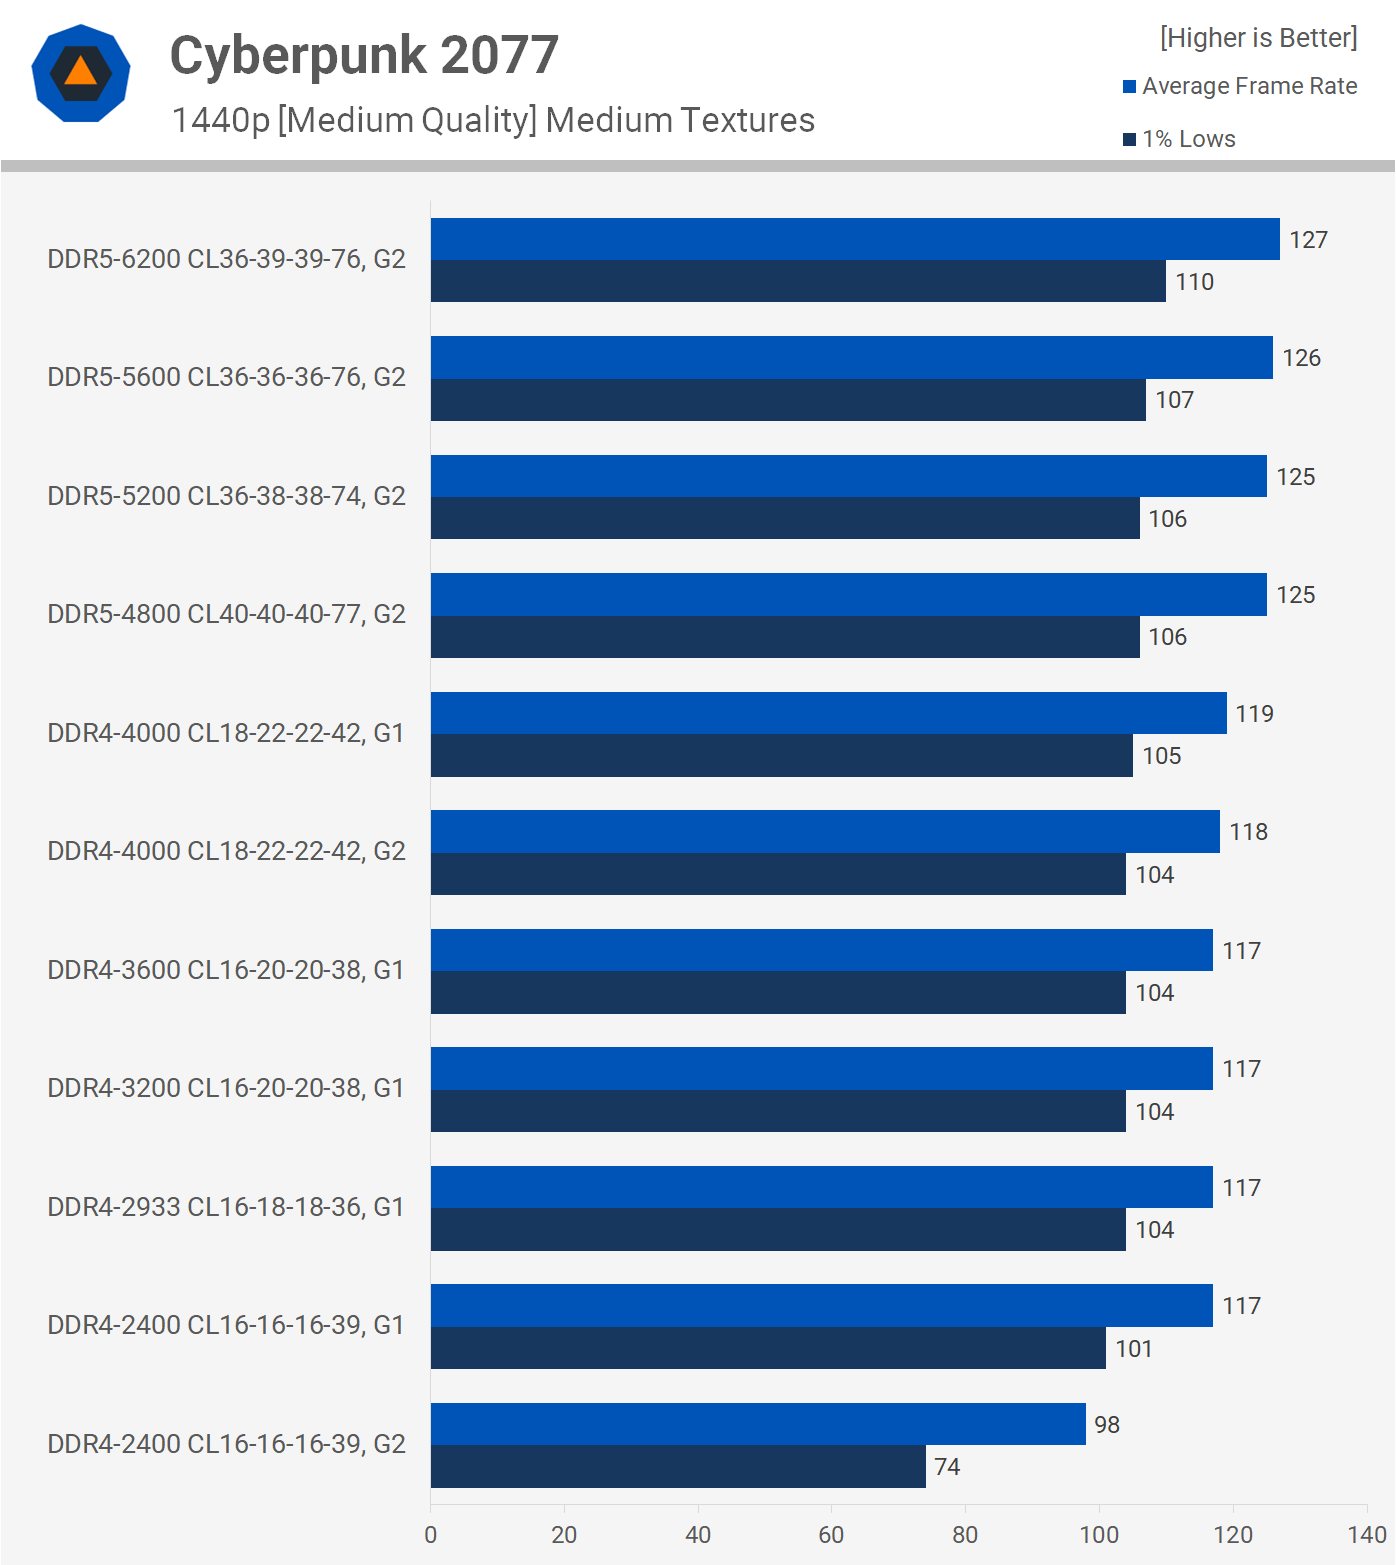 Cyberpunk 2077
1440p [Medium Quality] Medium Textures
[Higher is Better]
Average Frame Rate
1% Lows
DDR5-6200 CL36-39-39-76, G2
127
110
DDR5-5600 CL36-36-36-76, G2
126
107
DDR5-5200 CL36-38-38-74, G2
125
106
DDR5-4800 CL40-40-40-77, G2
125
106
DDR4-4000 CL18-22-22-42, G1
119
105
DDR4-4000 CL18-22-22-42, G2
118
104
DDR4-3600 CL16-20-20-38, G1
117
104
DDR4-3200 CL16-20-20-38, G1
117
104
DDR4-2933 CL16-18-18-36, G1
117
104
DDR4-2400 CL16-16-16-39, G1
117
101
DDR4-2400 CL16-16-16-39, G2
98
74
0 20 40 60 80 100 120 140